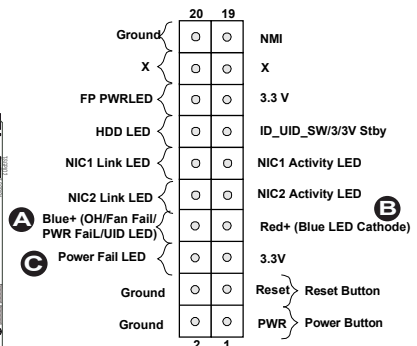 20 19
Ground NMI
X X
FP PWRLED 3.3 V
HDD LED ID_UID_SW/3/3V Stby
NIC1 Link LED NIC1 Activity LED
NIC2 Link LED NIC2 Activity LED
A Blue+ (OH/Fan Fail/ B
PWR FaiL/UID LED) Red+ (Blue LED Cathode)
C Power Fail LED 3.3V
Ground Reset Reset Button
Ground PWR Power Button
2 1